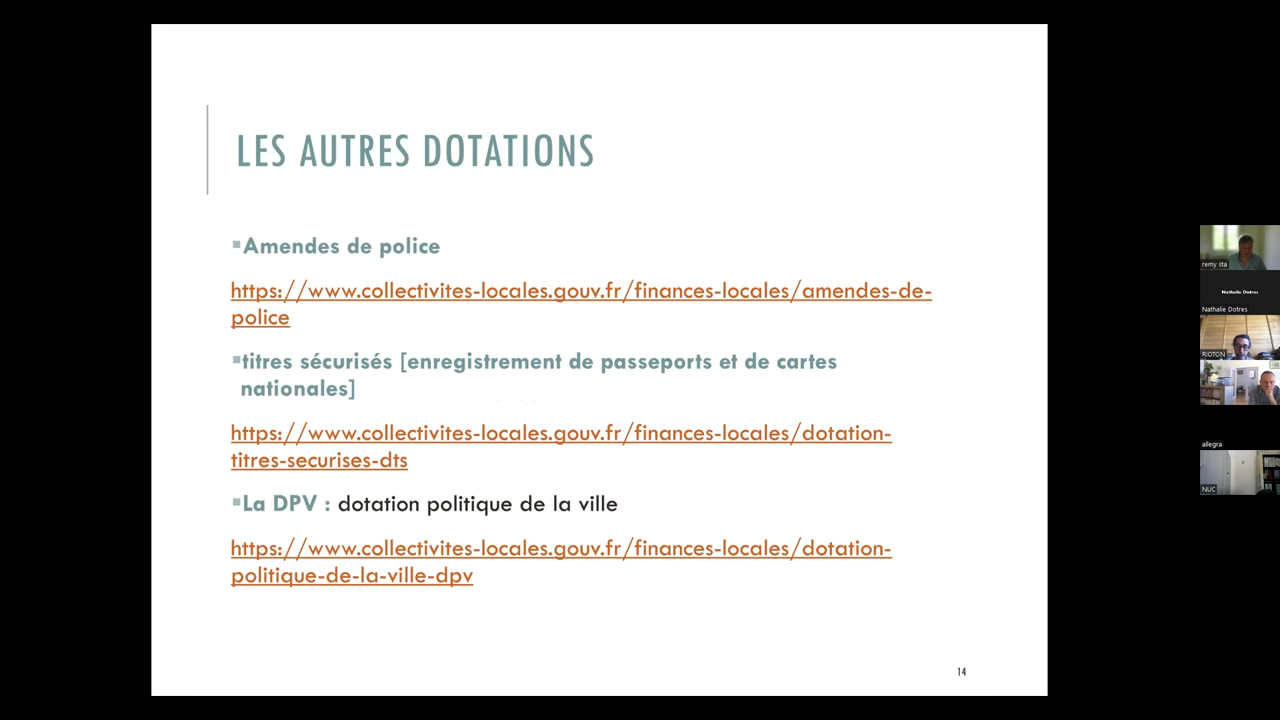 LES AUTRES DOTATIONS
▪Amendes de police
https://www.collectivites-locales.gouv.fr/finances-locales/amendes-de-
police
▪titres sécurisés [enregistrement de passeports et de cartes
nationales]
https://www.collectivites-locales.gouv.fr/finances-locales/dotation-
titres-securises-dts
▪La DPV : dotation politique de la ville
https://www.collectivites-locales.gouv.fr/finances-locales/dotation-
politique-de-la-ville-dpv
14
remy sta
Nathalie Dotres
Nathalie Dotres
RIOTON
allegra
NUC